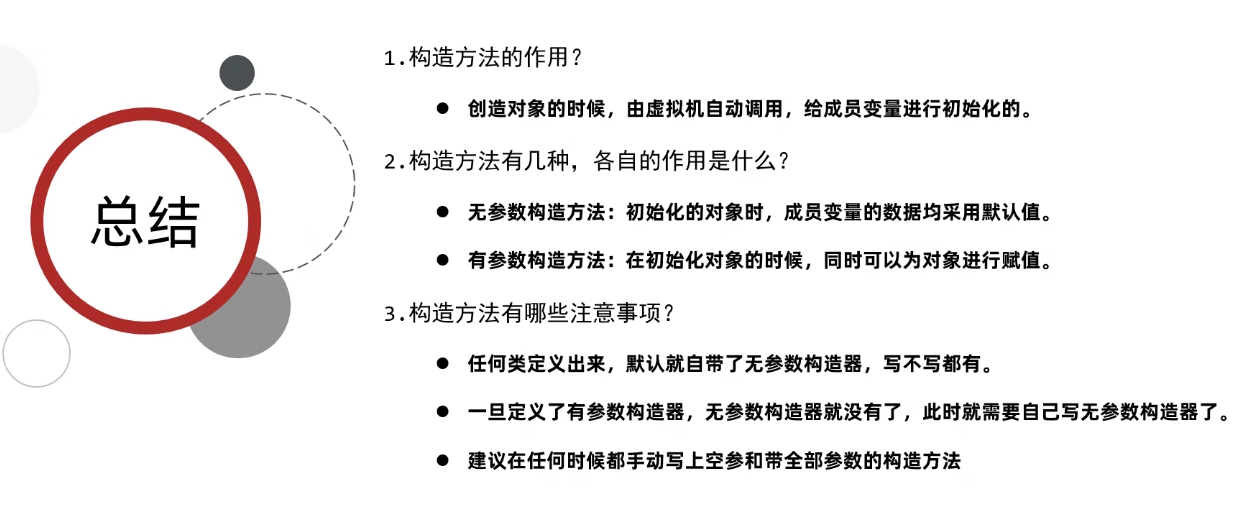 总结
1.构造方法的作用？
● 创造对象的时候，由虚拟机自动调用，给成员变量进行初始化的。
2.构造方法有几种，各自的作用是什么？
● 无参数构造方法：初始化的对象时，成员变量的数据均采用默认值。
● 有参数构造方法：在初始化对象的时候，同时可以为对象进行赋值。
3.构造方法有哪些注意事项？
● 任何类定义出来，默认就自带了无参数构造器，写不写都有。
● 一旦定义了有参数构造器，无参数构造器就没有了，此时就需要自己写无参数构造器了。
● 建议在任何时候都手动写上空参和带全部参数的构造方法